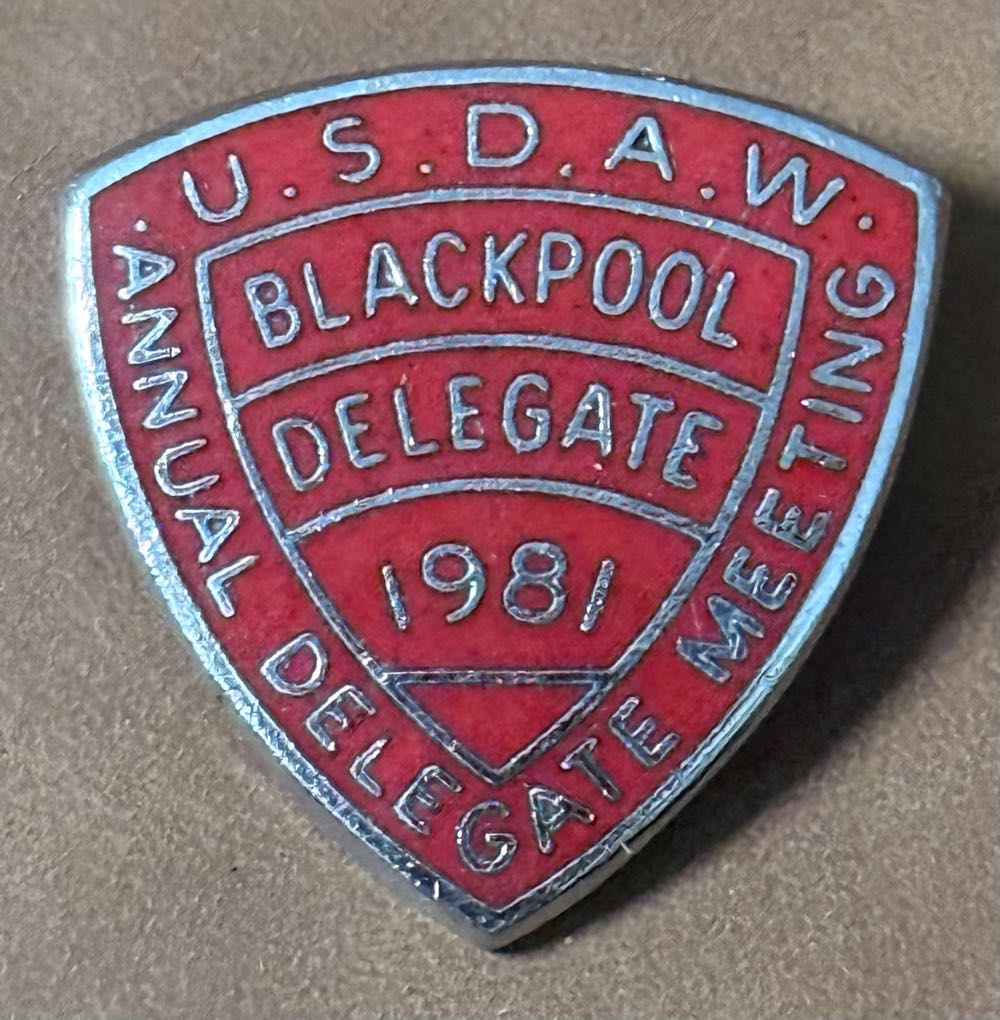 · U . S . D . A . W ·
ANNUAL DELEGATE MEETING
BLACKPOOL
DELEGATE
1981